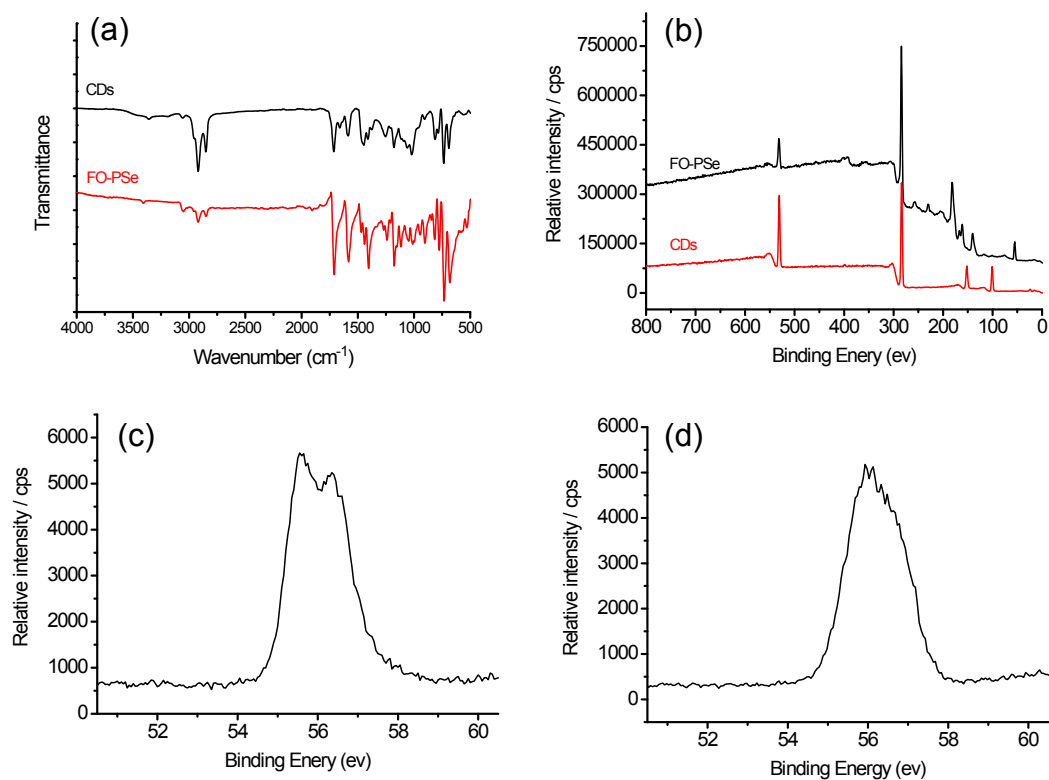 (a)
CDs
FO-PSe
Transmittance
4000 3500 3000 2500 2000 1500 1000 500
Wavenumber (cm⁻¹)
(b)
750000
600000
450000
300000
150000
0
FO-PSe
CDs
Relative intensity / cps
800 700 600 500 400 300 200 100 0
Binding Enery (ev)
(c)
6000
5000
4000
3000
2000
1000
0
Relative intensity / cps
52 54 56 58 60
Binding Enery (ev)
(d)
6000
5000
4000
3000
2000
1000
0
Relative intensity / cps
52 54 56 58 60
Binding Energy (ev)